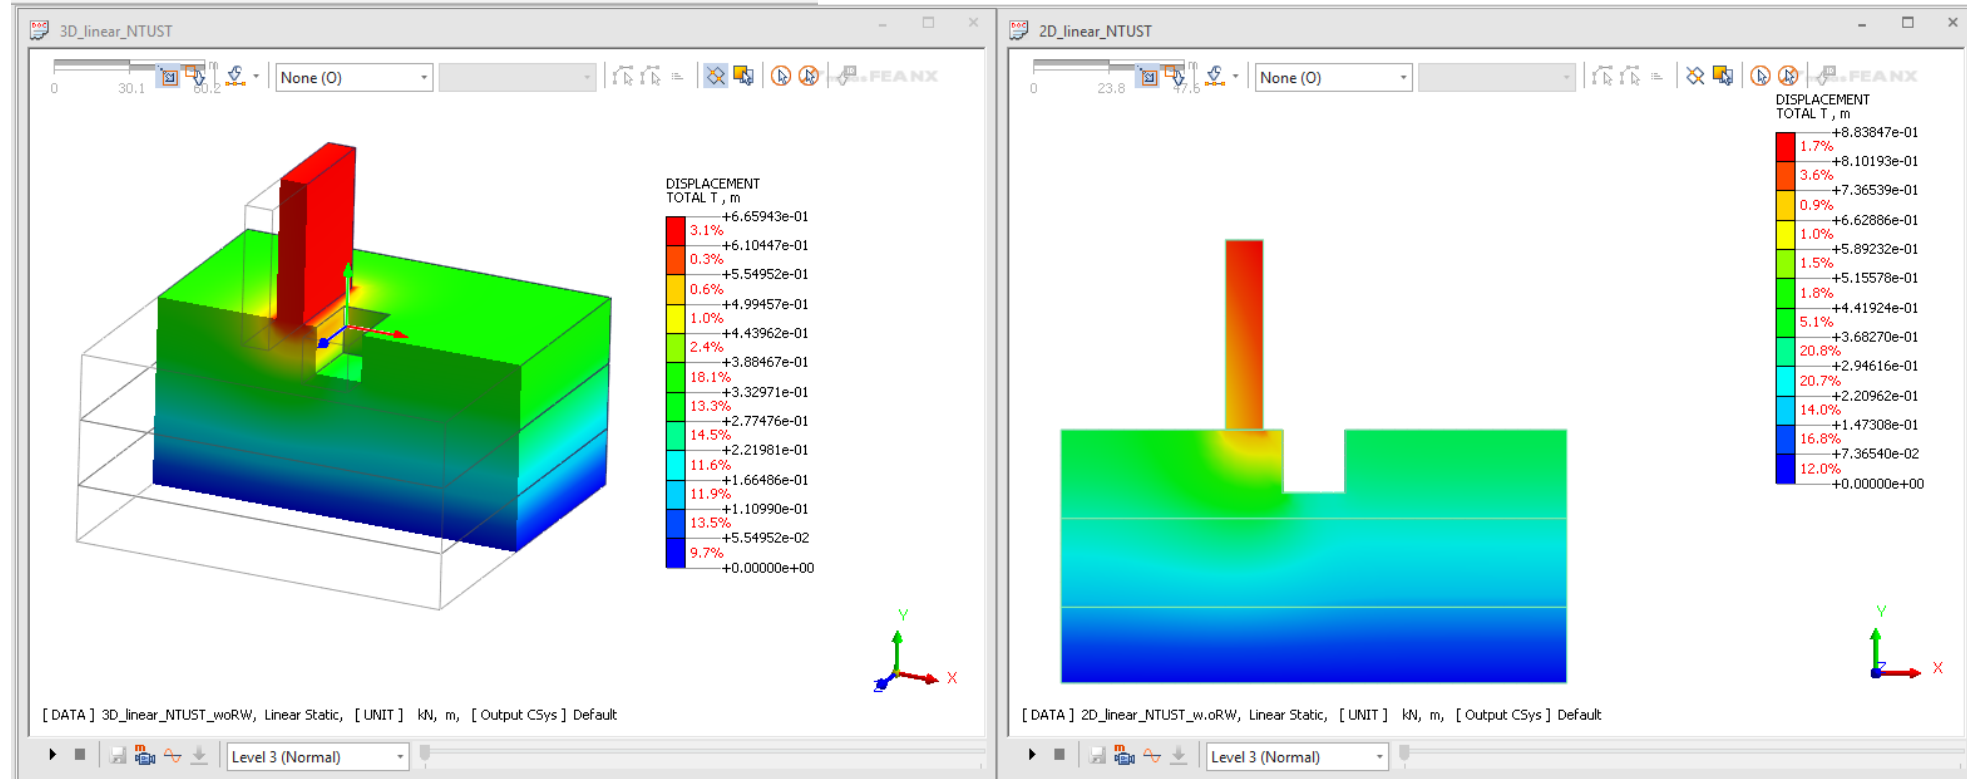 3D_linear_NTUST
None (O)
FEANX
m
0
30.1
60.2
DISPLACEMENT
TOTAL T , m
+6.65943e-01
3.1%
+6.10447e-01
0.3%
+5.54952e-01
0.6%
+4.99457e-01
1.0%
+4.43962e-01
2.4%
+3.88467e-01
18.1%
+3.32971e-01
13.3%
+2.77476e-01
14.5%
+2.21981e-01
11.6%
+1.66486e-01
11.9%
+1.10990e-01
13.5%
+5.54952e-02
9.7%
+0.00000e+00
Y
X
Z
[ DATA ] 3D_linear_NTUST_woRW, Linear Static, [ UNIT ] kN, m, [ Output CSys ] Default
Level 3 (Normal)
2D_linear_NTUST
None (O)
FEANX
m
0
23.8
47.6
DISPLACEMENT
TOTAL T , m
+8.83847e-01
1.7%
+8.10193e-01
3.6%
+7.36539e-01
0.9%
+6.62886e-01
1.0%
+5.89232e-01
1.5%
+5.15578e-01
1.8%
+4.41924e-01
5.1%
+3.68270e-01
20.8%
+2.94616e-01
20.7%
+2.20962e-01
14.0%
+1.47308e-01
16.8%
+7.36540e-02
12.0%
+0.00000e+00
Y
X
Z
[ DATA ] 2D_linear_NTUST_w.oRW, Linear Static, [ UNIT ] kN, m, [ Output CSys ] Default
Level 3 (Normal)